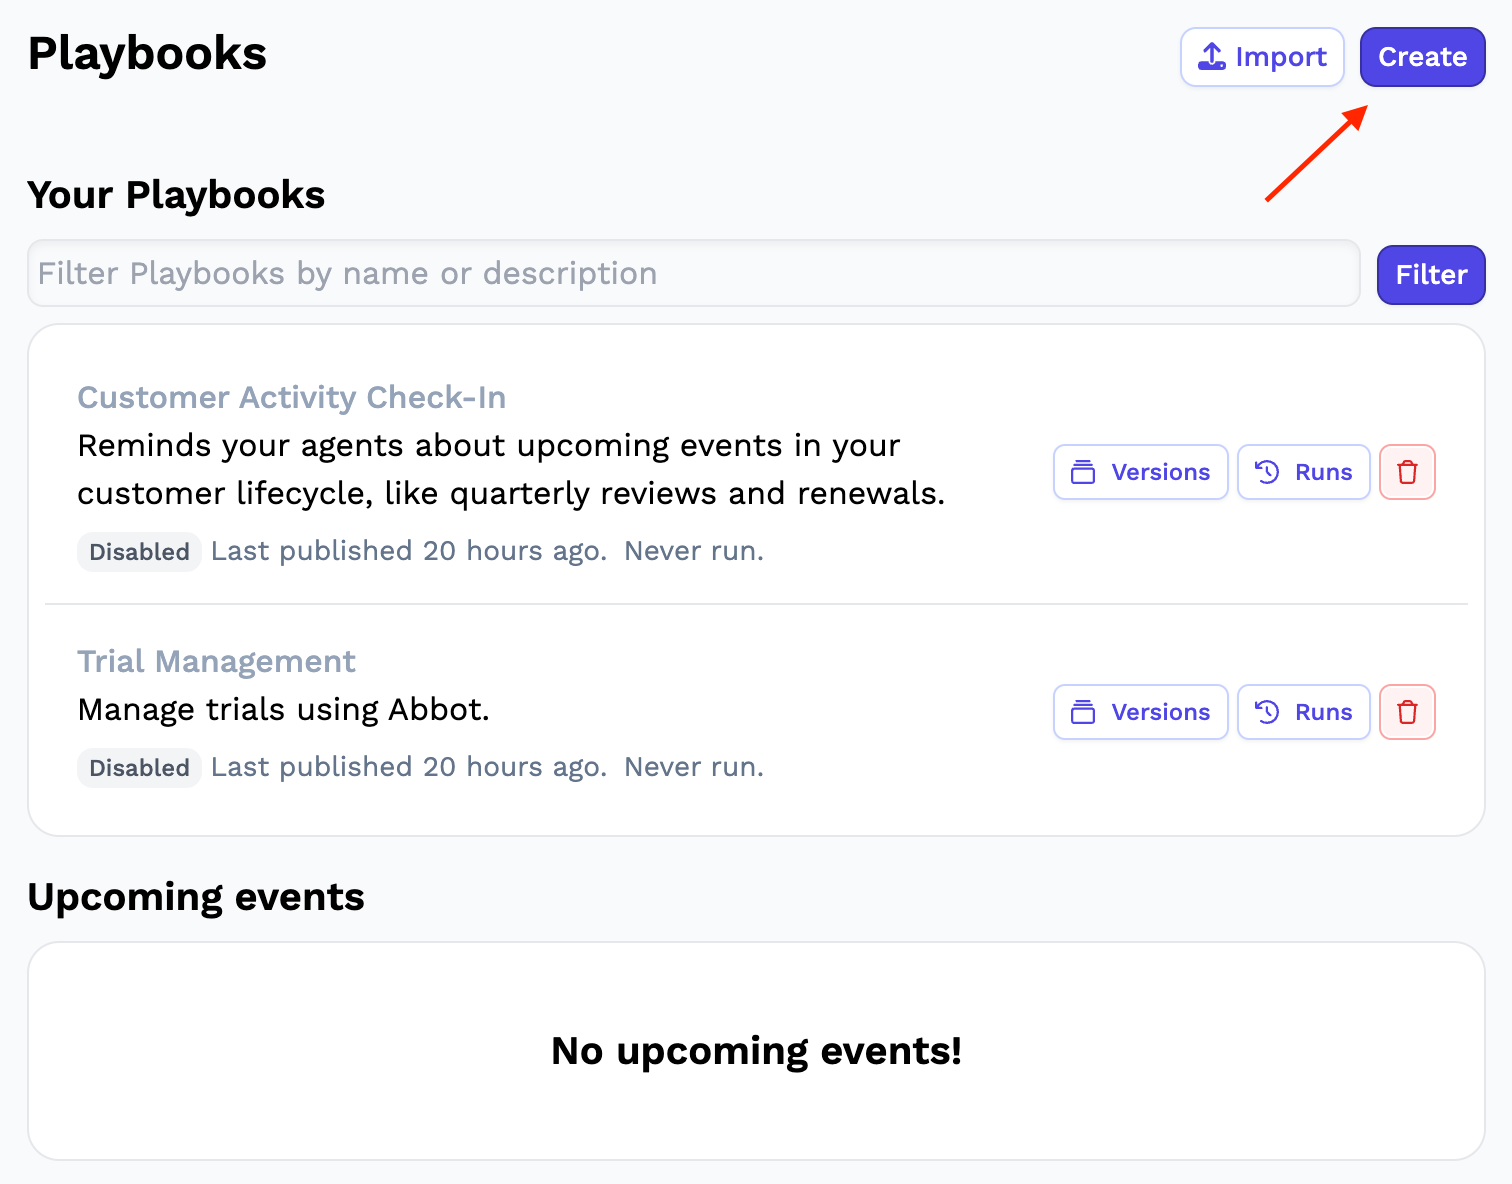 Playbooks
Import
Create
Your Playbooks
Filter Playbooks by name or description
Filter
Customer Activity Check-In
Reminds your agents about upcoming events in your
customer lifecycle, like quarterly reviews and renewals.
Disabled Last published 20 hours ago. Never run.
Versions
Runs
Trial Management
Manage trials using Abbot.
Disabled Last published 20 hours ago. Never run.
Versions
Runs
Upcoming events
No upcoming events!